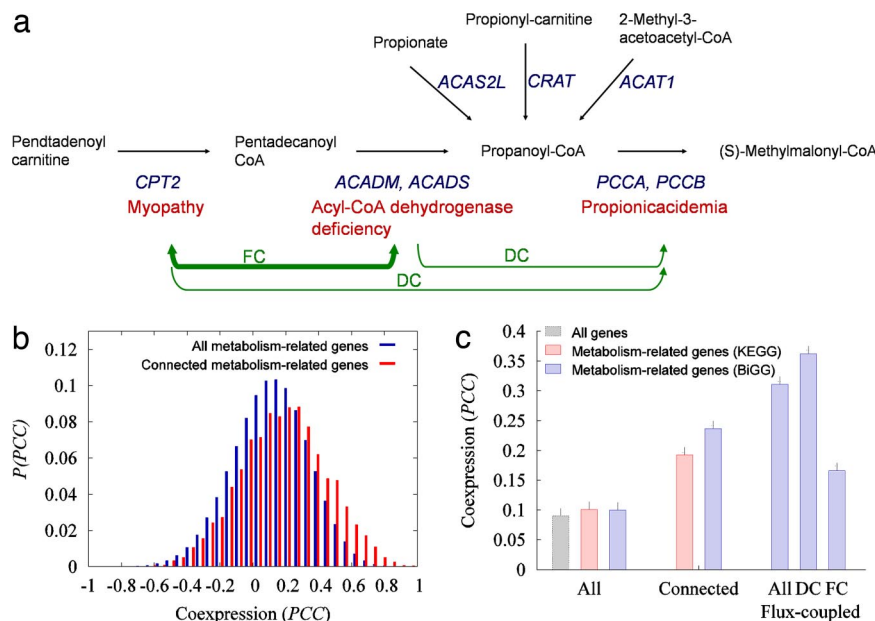 a
Propionyl-carnitine
2-Methyl-3-
acetoacetyl-CoA
Propionate
ACAS2L
CRAT
ACAT1
Pendtadenoyl
carnitine
Pentadecanoyl
CoA
Propanoyl-CoA
(S)-Methylmalonyl-CoA
CPT2
ACADM, ACADS
PCCA, PCCB
Myopathy
Acyl-CoA dehydrogenase
deficiency
Propionicacidemia
FC
DC
DC
b
All metabolism-related genes
Connected metabolism-related genes
P(PCC)
0.12
0.1
0.08
0.06
0.04
0.02
0
-1 -0.8 -0.6 -0.4 -0.2 0 0.2 0.4 0.6 0.8 1
Coexpression (PCC)
c
All genes
Metabolism-related genes (KEGG)
Metabolism-related genes (BiGG)
Coexpression (PCC)
0.4
0.35
0.3
0.25
0.2
0.15
0.1
0.05
0
All Connected All DC FC
Flux-coupled